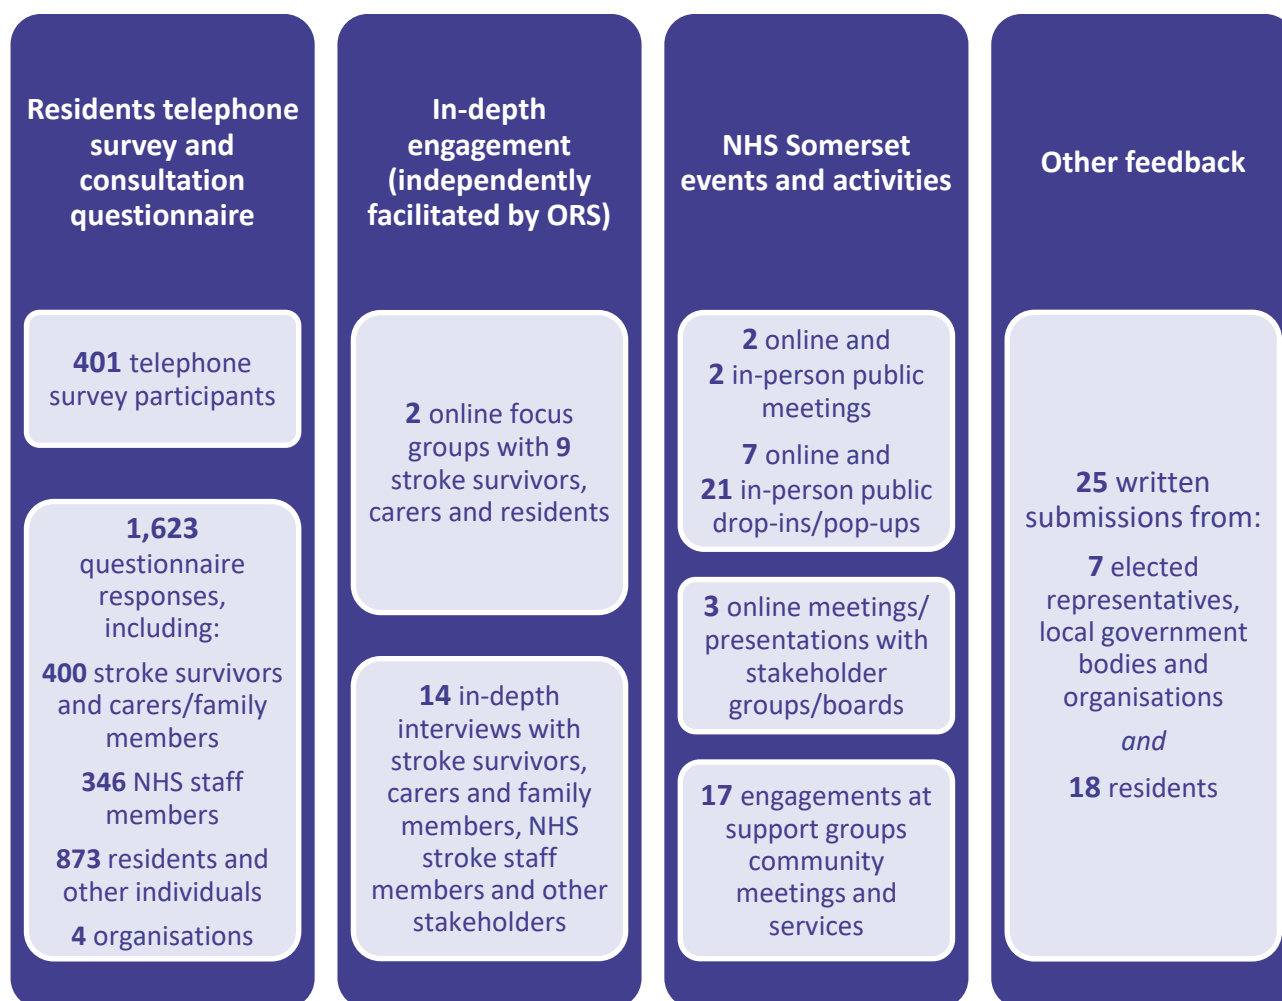 Residents telephone
survey and
consultation
questionnaire
401 telephone
survey participants
1,623
questionnaire
responses,
including:
400 stroke survivors
and carers/family
members
346 NHS staff
members
873 residents and
other individuals
4 organisations
In-depth
engagement
(independently
facilitated by ORS)
2 online focus
groups with 9
stroke survivors,
carers and residents
14 in-depth
interviews with
stroke survivors,
carers and family
members, NHS
stroke staff
members and other
stakeholders
NHS Somerset
events and activities
2 online and
2 in-person public
meetings
7 online and
21 in-person public
drop-ins/pop-ups
3 online meetings/
presentations with
stakeholder
groups/boards
17 engagements at
support groups
community
meetings and
services
Other feedback
25 written
submissions from:
7 elected
representatives,
local government
bodies and
organisations
and
18 residents